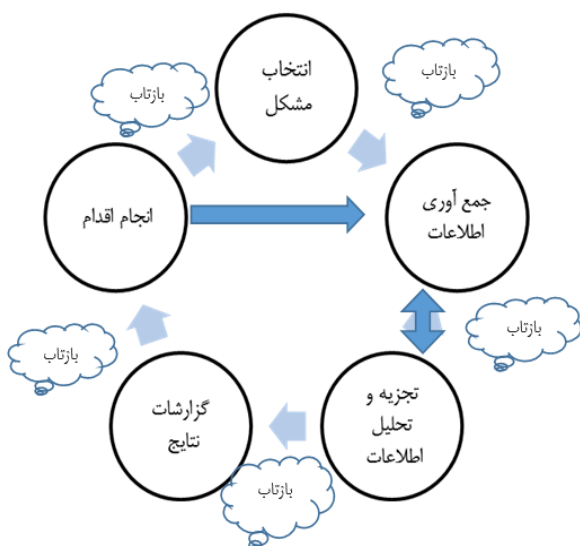 انتخاب
مشکل
بازتاب
جمع آوری
اطلاعات
بازتاب
تجزیه و
تحلیل
اطلاعات
بازتاب
گزارشات
نتایج
بازتاب
انجام اقدام
بازتاب